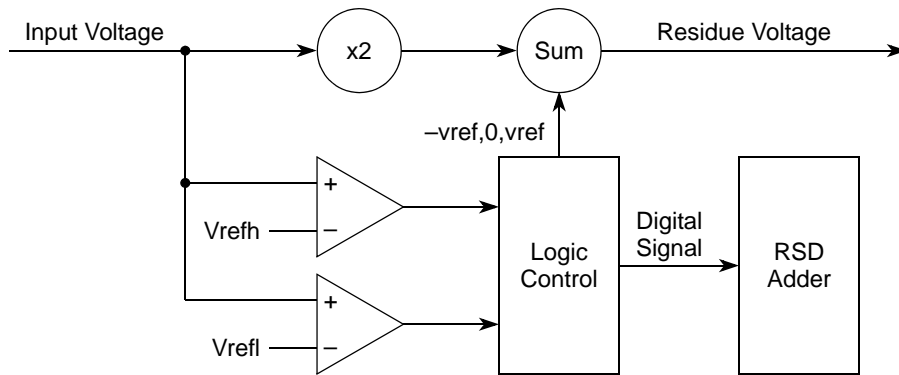 Input Voltage
x2
Sum
Residue Voltage
–vref,0,vref
+
Vrefh
–
Logic
Control
Digital
Signal
RSD
Adder
+
Vrefl
–